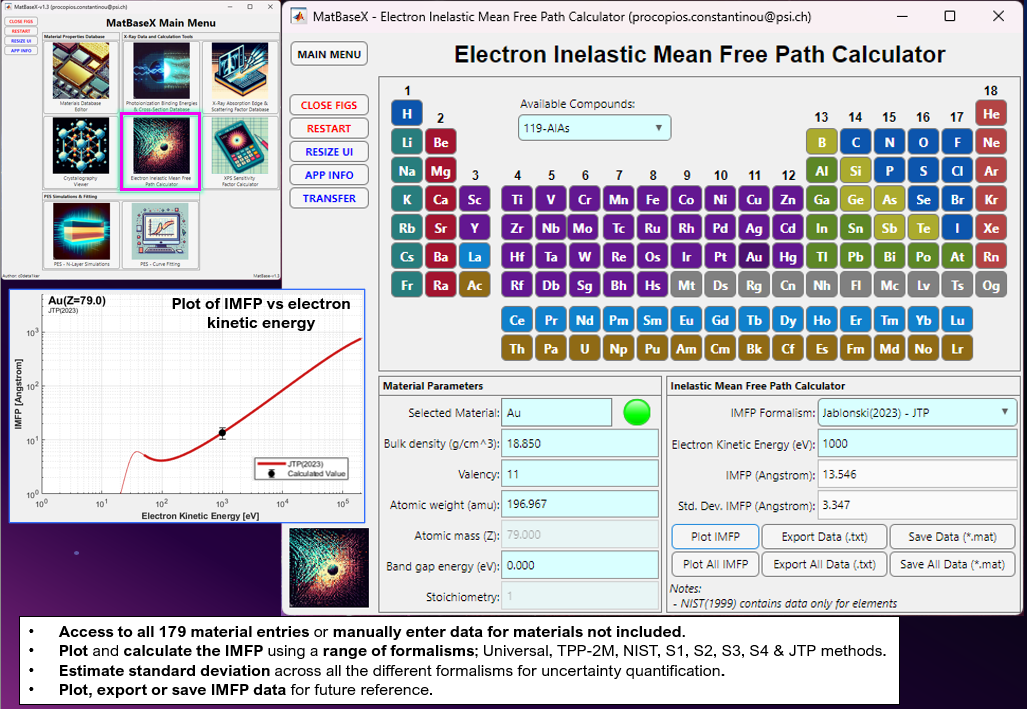 MatBaseX-v1.3 (procopios.constantinou@psi.ch)
MatBaseX Main Menu
CLOSE FIGS
RESTART
RESIZE UI
APP INFO
Material Properties Database
X-Ray Data and Calculation Tools
Materials Database
Editor
Photoionization Binding Energies
& Cross-Section Database
X-Ray Absorption Edge &
Scattering Factor Database
Crystallography
Viewer
Electron Inelastic Mean Free
Path Calculator
XPS Sensitivity
Factor Calculator
PES Simulations & Fitting
PES - N-Layer Simulations
PES - Curve Fitting
MatBaseX-v1.3
MatBaseX - Electron Inelastic Mean Free Path Calculator (procopios.constantinou@psi.ch)
MAIN MENU
Electron Inelastic Mean Free Path Calculator
CLOSE FIGS
RESTART
RESIZE UI
APP INFO
TRANSFER
Available Compounds:
119-AlAs
1 18
H He
2 13 14 15 16 17
Li Be B C N O F Ne
Na Mg Al Si P S Cl Ar
3 4 5 6 7 8 9 10 11 12
K Ca Sc Ti V Cr Mn Fe Co Ni Cu Zn Ga Ge As Se Br Kr
Rb Sr Y Zr Nb Mo Tc Ru Rh Pd Ag Cd In Sn Sb Te I Xe
Cs Ba La Hf Ta W Re Os Ir Pt Au Hg Tl Pb Bi Po At Rn
Fr Ra Ac Rf Db Sg Bh Hs Mt Ds Rg Cn Nh Fl Mc Lv Ts Og
Ce Pr Nd Pm Sm Eu Gd Tb Dy Ho Er Tm Yb Lu
Th Pa U Np Pu Am Cm Bk Cf Es Fm Md No Lr
Au(Z=79.0)
JTP(2023)
Plot of IMFP vs electron
kinetic energy
IMFP [Angstrom]
10^3
10^2
10^1
10^0
10^0 10^1 10^2 10^3 10^4 10^5
Electron Kinetic Energy [eV]
JTP(2023)
Calculated Value
Material Parameters
Selected Material: Au
Bulk density (g/cm^3): 18.850
Valency: 11
Atomic weight (amu): 196.967
Atomic mass (Z): 79.000
Band gap energy (eV): 0.000
Stoichiometry: 1
Inelastic Mean Free Path Calculator
IMFP Formalism: Jablonski(2023) - JTP
Electron Kinetic Energy (eV): 1000
IMFP (Angstrom): 13.546
Std. Dev. IMFP (Angstrom): 3.347
Plot IMFP Export Data (.txt) Save Data (*.mat)
Plot All IMFP Export All Data (.txt) Save All Data (*.mat)
Notes:
- NIST(1999) contains data only for elements
• Access to all 179 material entries or manually enter data for materials not included.
• Plot and calculate the IMFP using a range of formalisms; Universal, TPP-2M, NIST, S1, S2, S3, S4 & JTP methods.
• Estimate standard deviation across all the different formalisms for uncertainty quantification.
• Plot, export or save IMFP data for future reference.